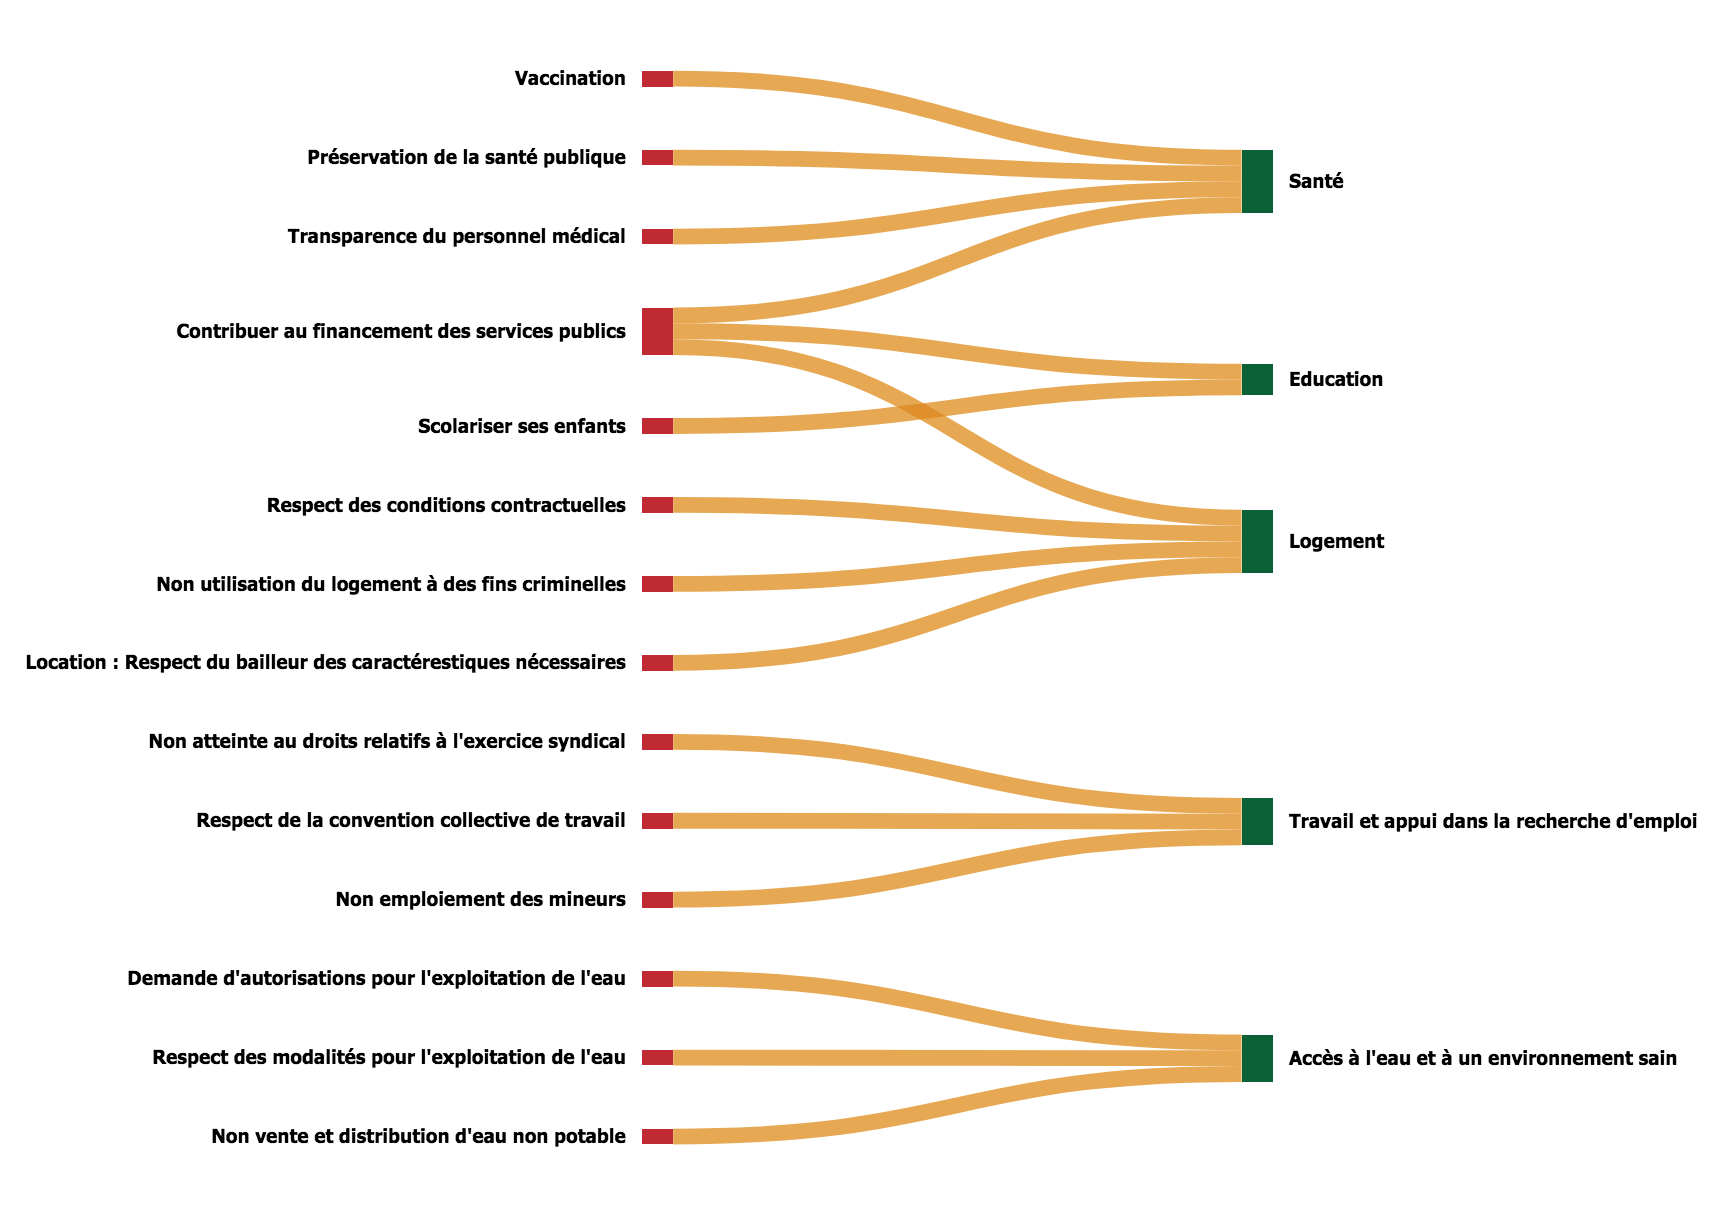 Vaccination
Préservation de la santé publique
Transparence du personnel médical
Contribuer au financement des services publics
Scolariser ses enfants
Respect des conditions contractuelles
Non utilisation du logement à des fins criminelles
Location : Respect du bailleur des caractérestiques nécessaires
Non atteinte au droits relatifs à l'exercice syndical
Respect de la convention collective de travail
Non emploiement des mineurs
Demande d'autorisations pour l'exploitation de l'eau
Respect des modalités pour l'exploitation de l'eau
Non vente et distribution d'eau non potable
Santé
Education
Logement
Travail et appui dans la recherche d'emploi
Accès à l'eau et à un environnement sain